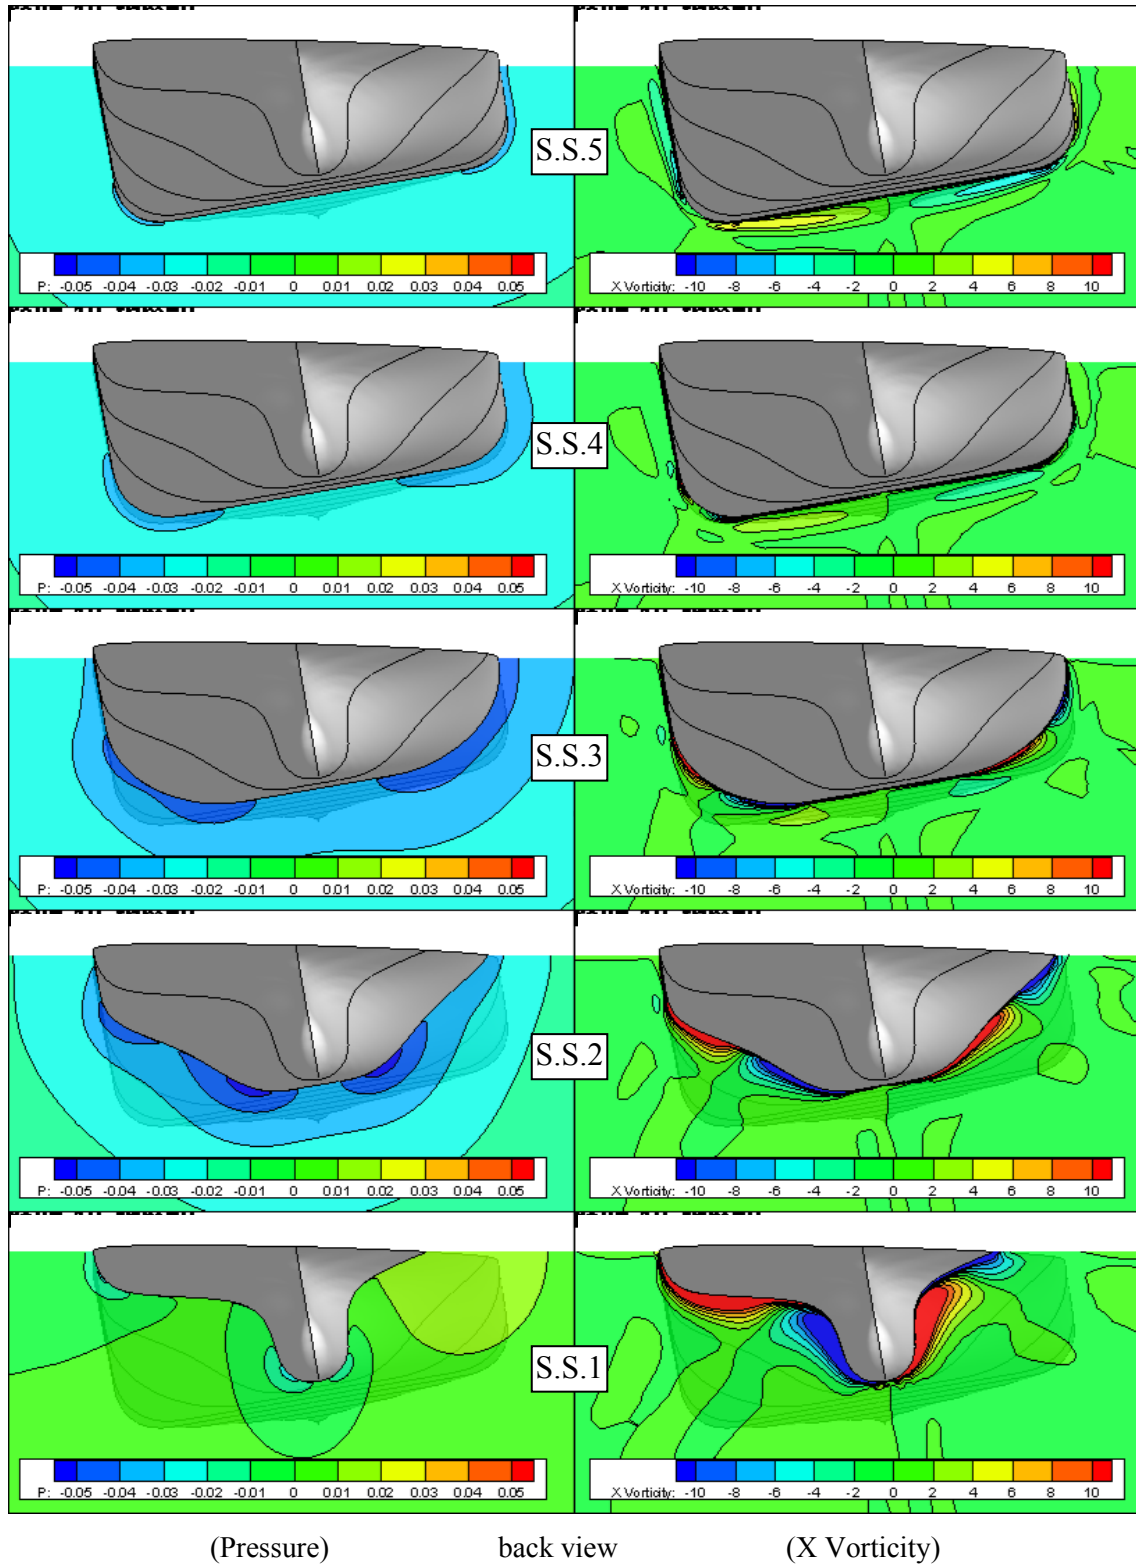 S.S.5
P: -0.05 -0.04 -0.03 -0.02 -0.01 0 0.01 0.02 0.03 0.04 0.05
X Vorticity: -10 -8 -6 -4 -2 0 2 4 6 8 10
S.S.4
P: -0.05 -0.04 -0.03 -0.02 -0.01 0 0.01 0.02 0.03 0.04 0.05
X Vorticity: -10 -8 -6 -4 -2 0 2 4 6 8 10
S.S.3
P: -0.05 -0.04 -0.03 -0.02 -0.01 0 0.01 0.02 0.03 0.04 0.05
X Vorticity: -10 -8 -6 -4 -2 0 2 4 6 8 10
S.S.2
P: -0.05 -0.04 -0.03 -0.02 -0.01 0 0.01 0.02 0.03 0.04 0.05
X Vorticity: -10 -8 -6 -4 -2 0 2 4 6 8 10
S.S.1
P: -0.05 -0.04 -0.03 -0.02 -0.01 0 0.01 0.02 0.03 0.04 0.05
X Vorticity: -10 -8 -6 -4 -2 0 2 4 6 8 10
(Pressure) back view (X Vorticity)